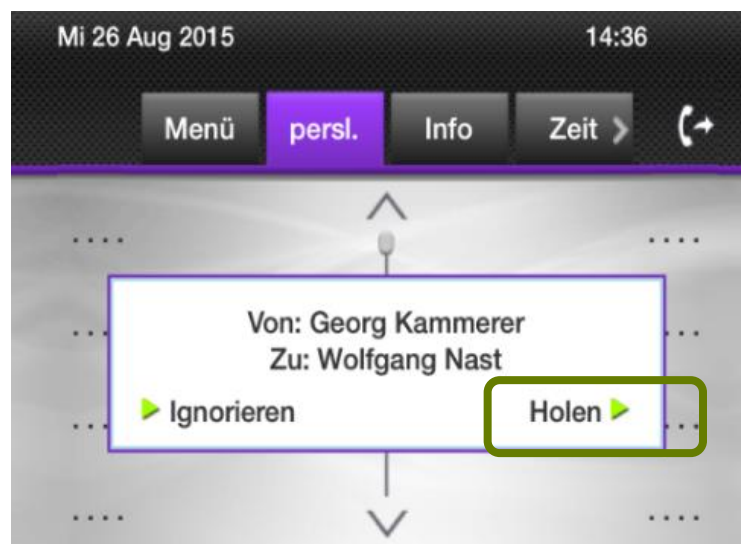 Mi 26 Aug 2015 14:36
Menü persl. Info Zeit
Von: Georg Kammerer
Zu: Wolfgang Nast
Ignorieren Holen